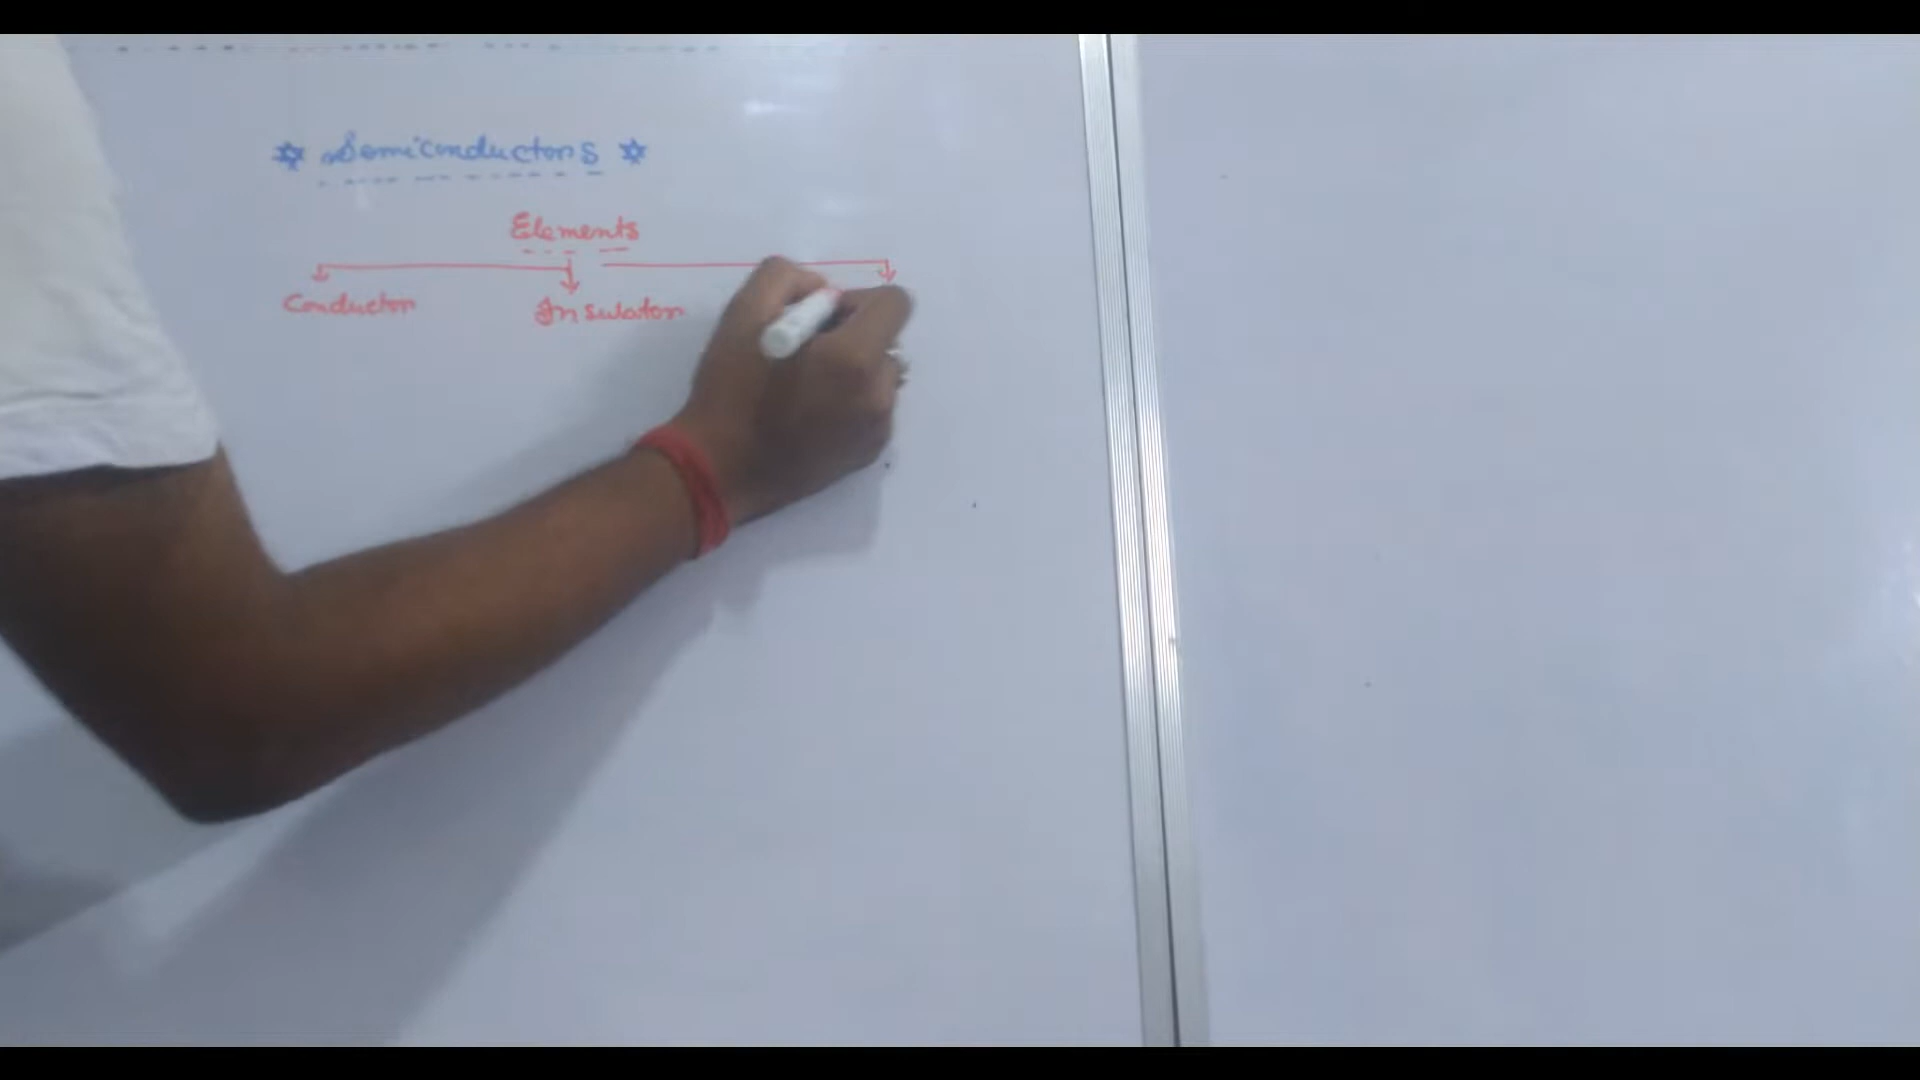 ✡ Semiconductors ✡
Elements
Conductor Insulator